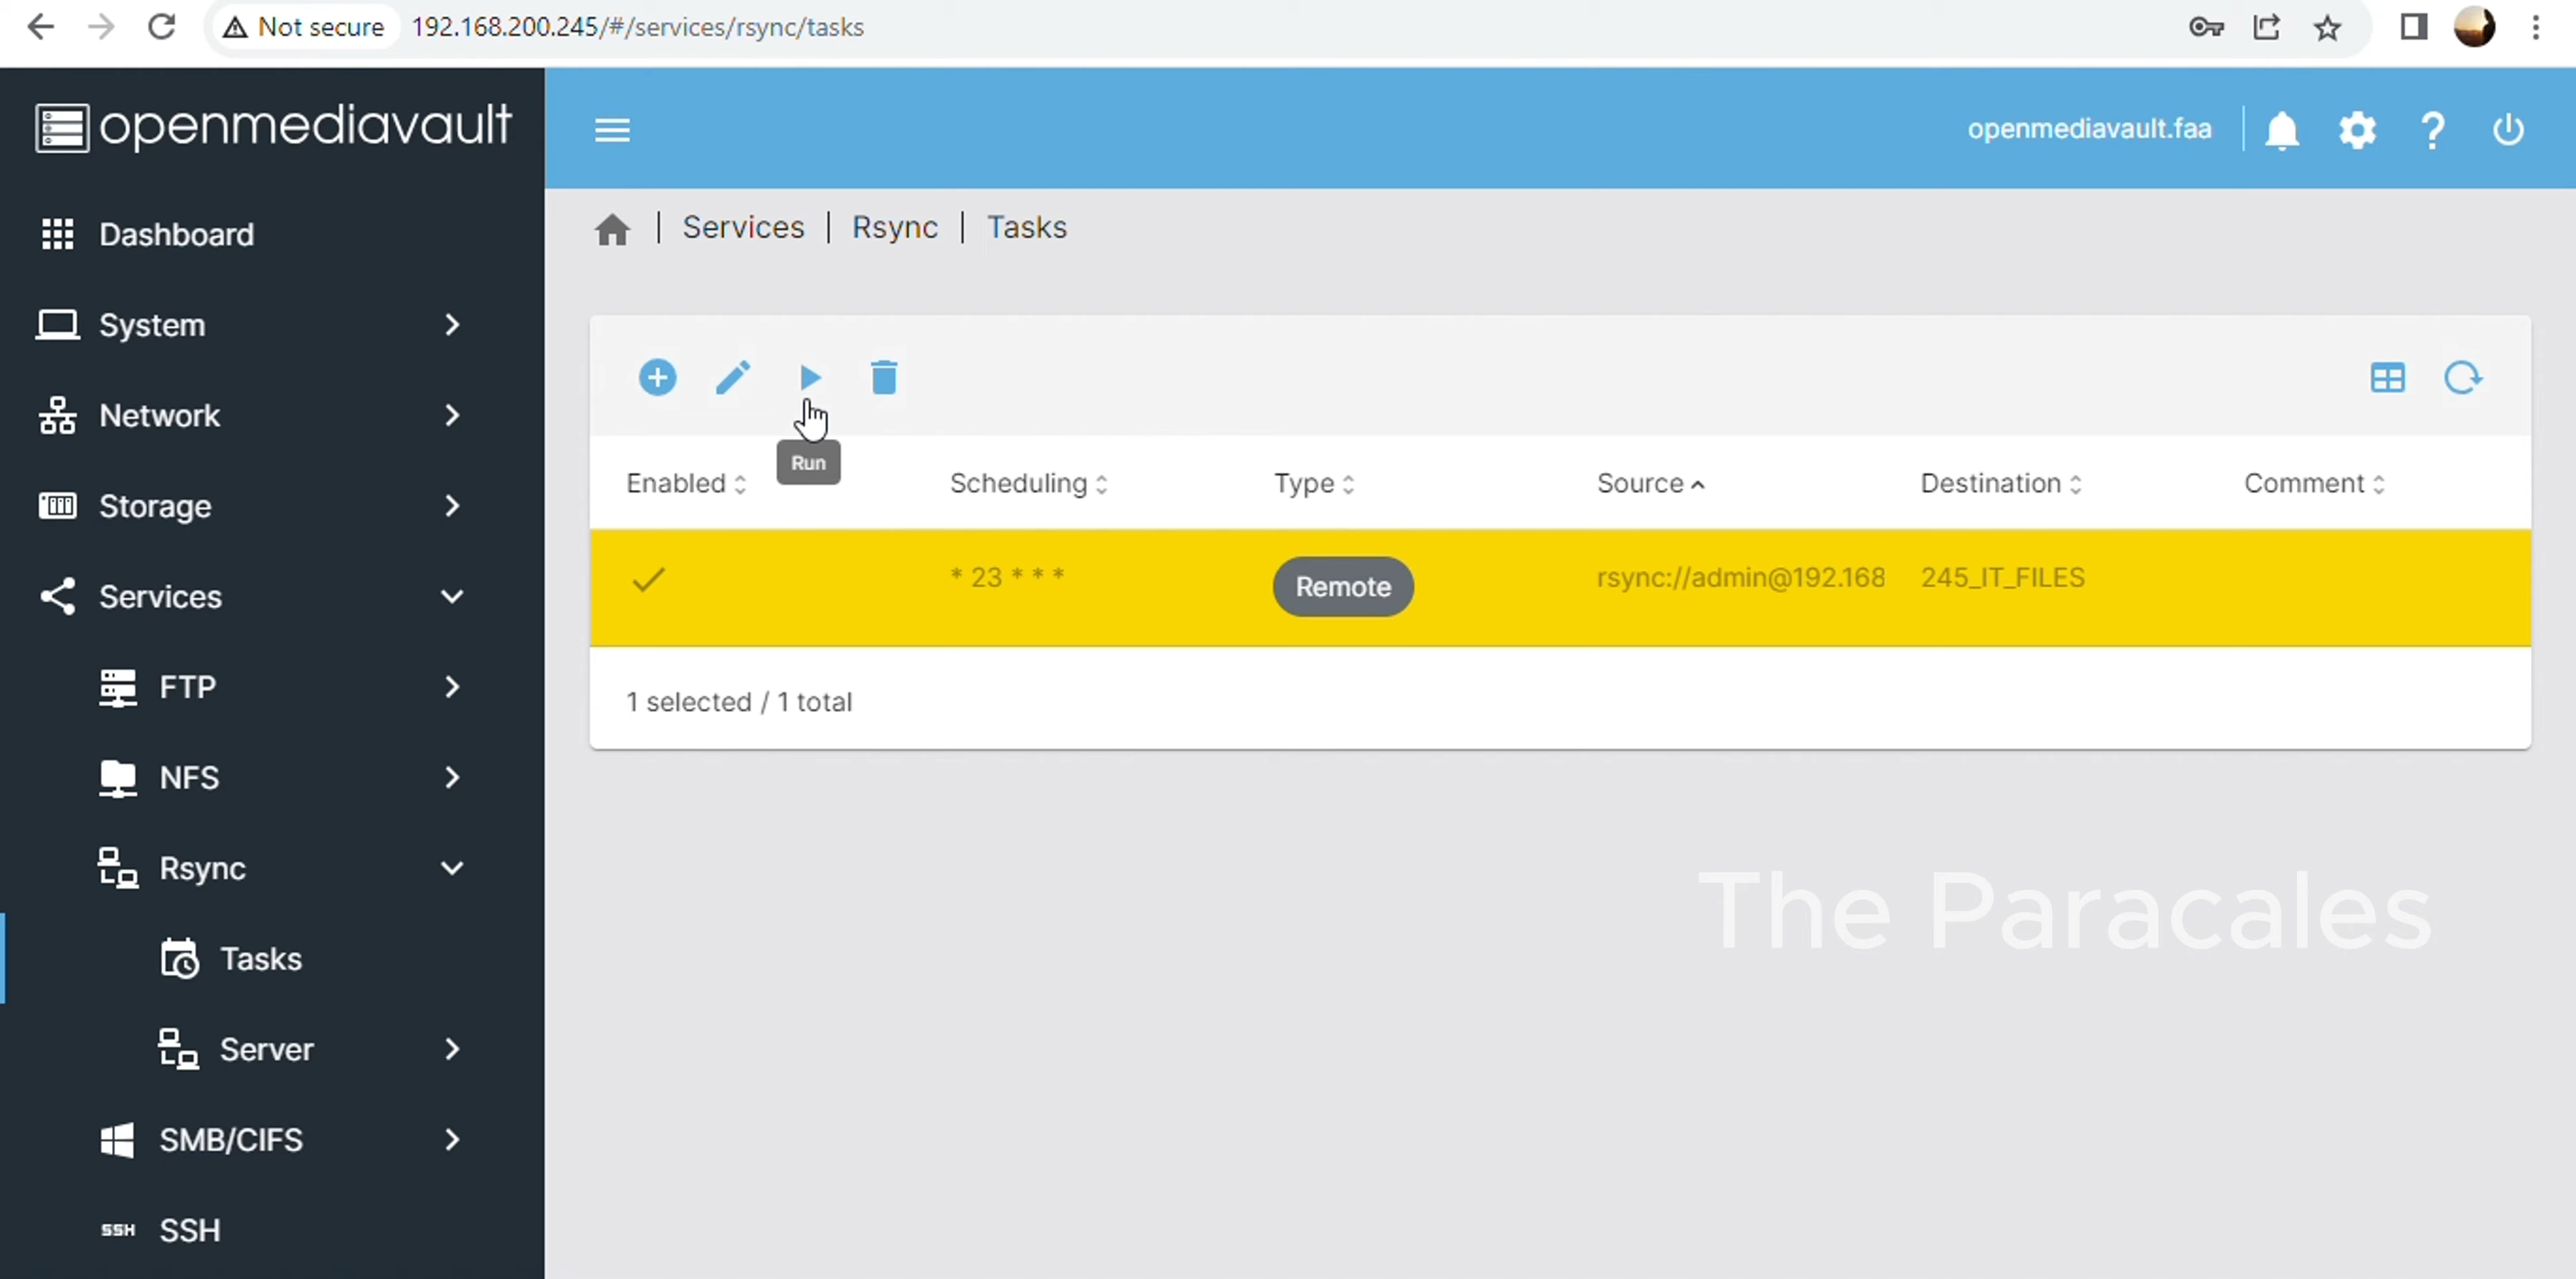 Not secure 192.168.200.245/#/services/rsync/tasks
openmediavault
openmediavault.faa
Dashboard
System
Network
Storage
Services
FTP
NFS
Rsync
Tasks
Server
SMB/CIFS
SSH SSH
Services | Rsync | Tasks
Run
Enabled Scheduling Type Source Destination Comment
* 23 * * * Remote rsync://admin@192.168 245_IT_FILES
1 selected / 1 total
The Paracales